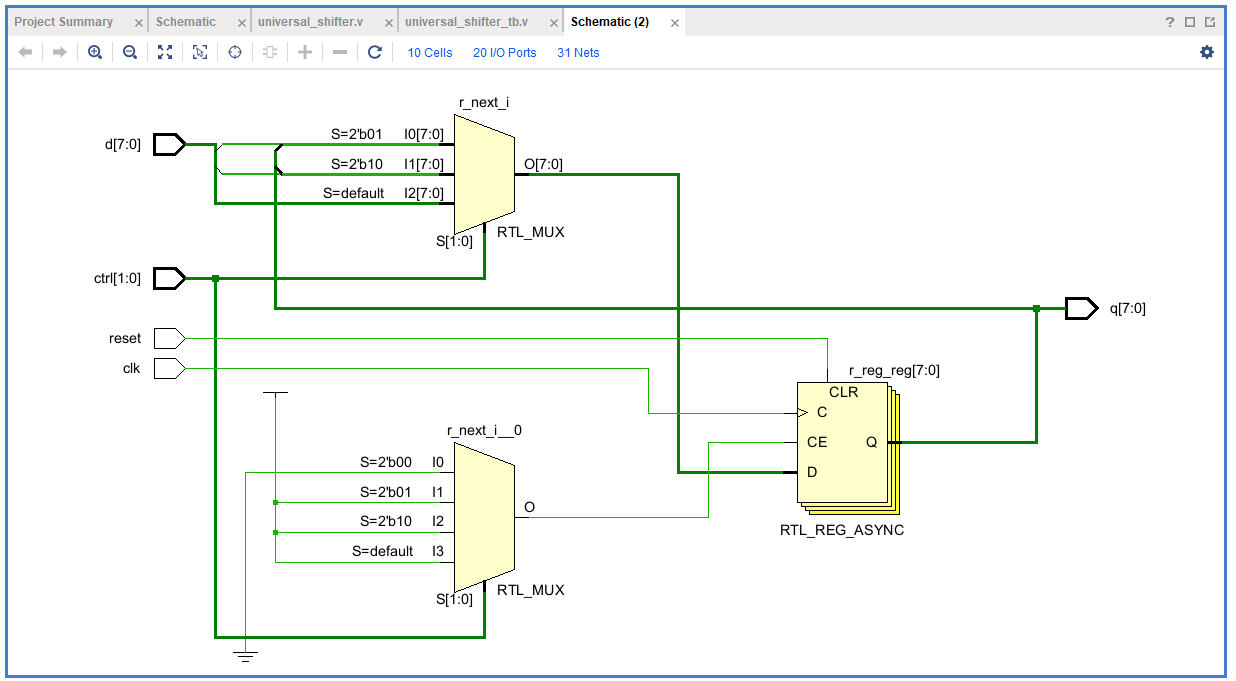 Project Summary × Schematic × universal_shifter.v × universal_shifter_tb.v × Schematic (2) × ?
10 Cells 20 I/O Ports 31 Nets
r_next_i
d[7:0]
S=2'b01 I0[7:0]
S=2'b10 I1[7:0]
O[7:0]
S=default I2[7:0]
S[1:0]
RTL_MUX
ctrl[1:0]
q[7:0]
reset
clk
r_reg_reg[7:0]
CLR
C
CE
Q
D
RTL_REG_ASYNC
r_next_i__0
S=2'b00 I0
S=2'b01 I1
O
S=2'b10 I2
S=default I3
S[1:0]
RTL_MUX